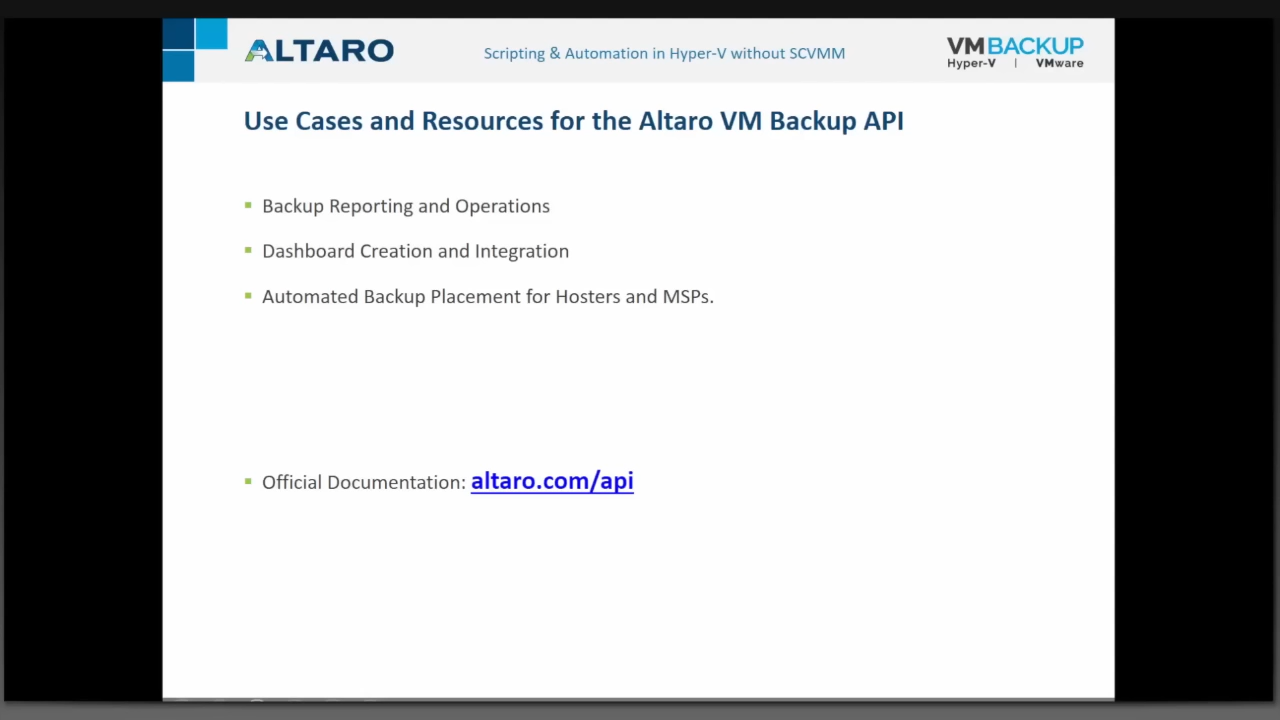 ALTARO
Scripting & Automation in Hyper-V without SCVMM
VMBACKUP
Hyper-V | VMware
Use Cases and Resources for the Altaro VM Backup API
Backup Reporting and Operations
Dashboard Creation and Integration
Automated Backup Placement for Hosters and MSPs.
Official Documentation: altaro.com/api